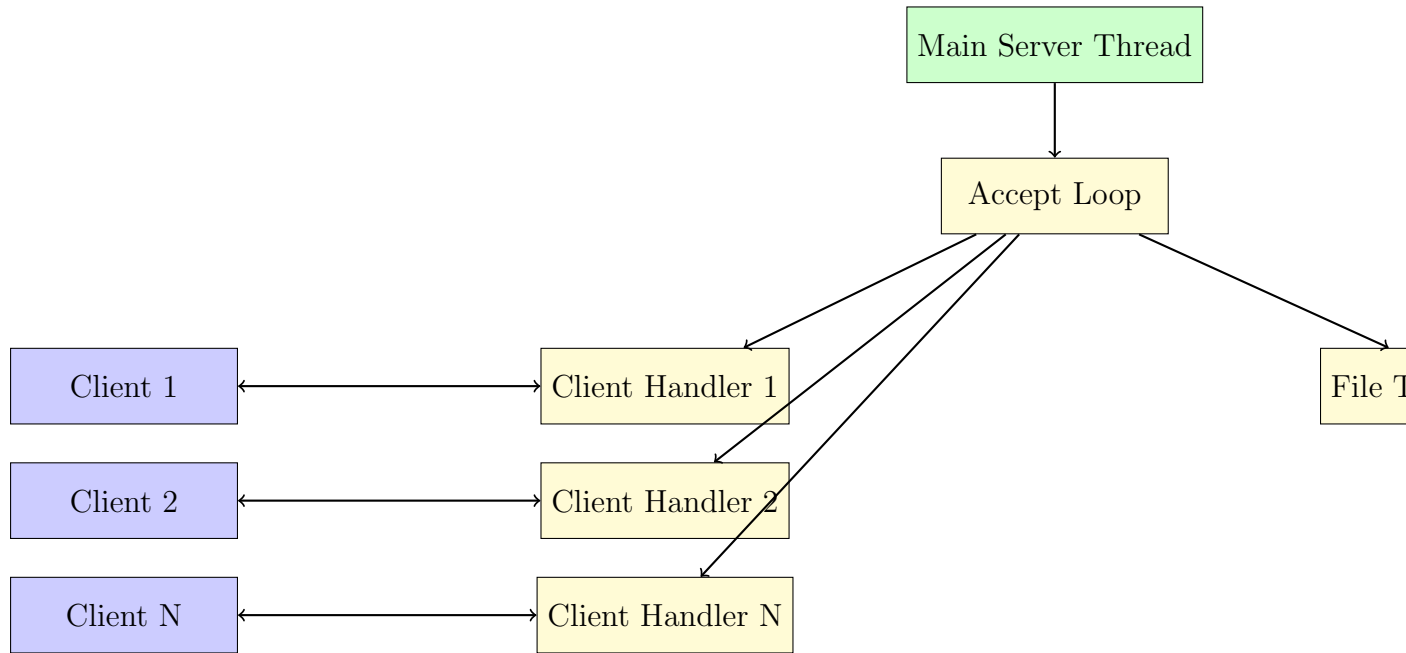 Main Server Thread
Accept Loop
Client 1
Client Handler 1
File
Client 2
Client Handler 2
Client N
Client Handler N